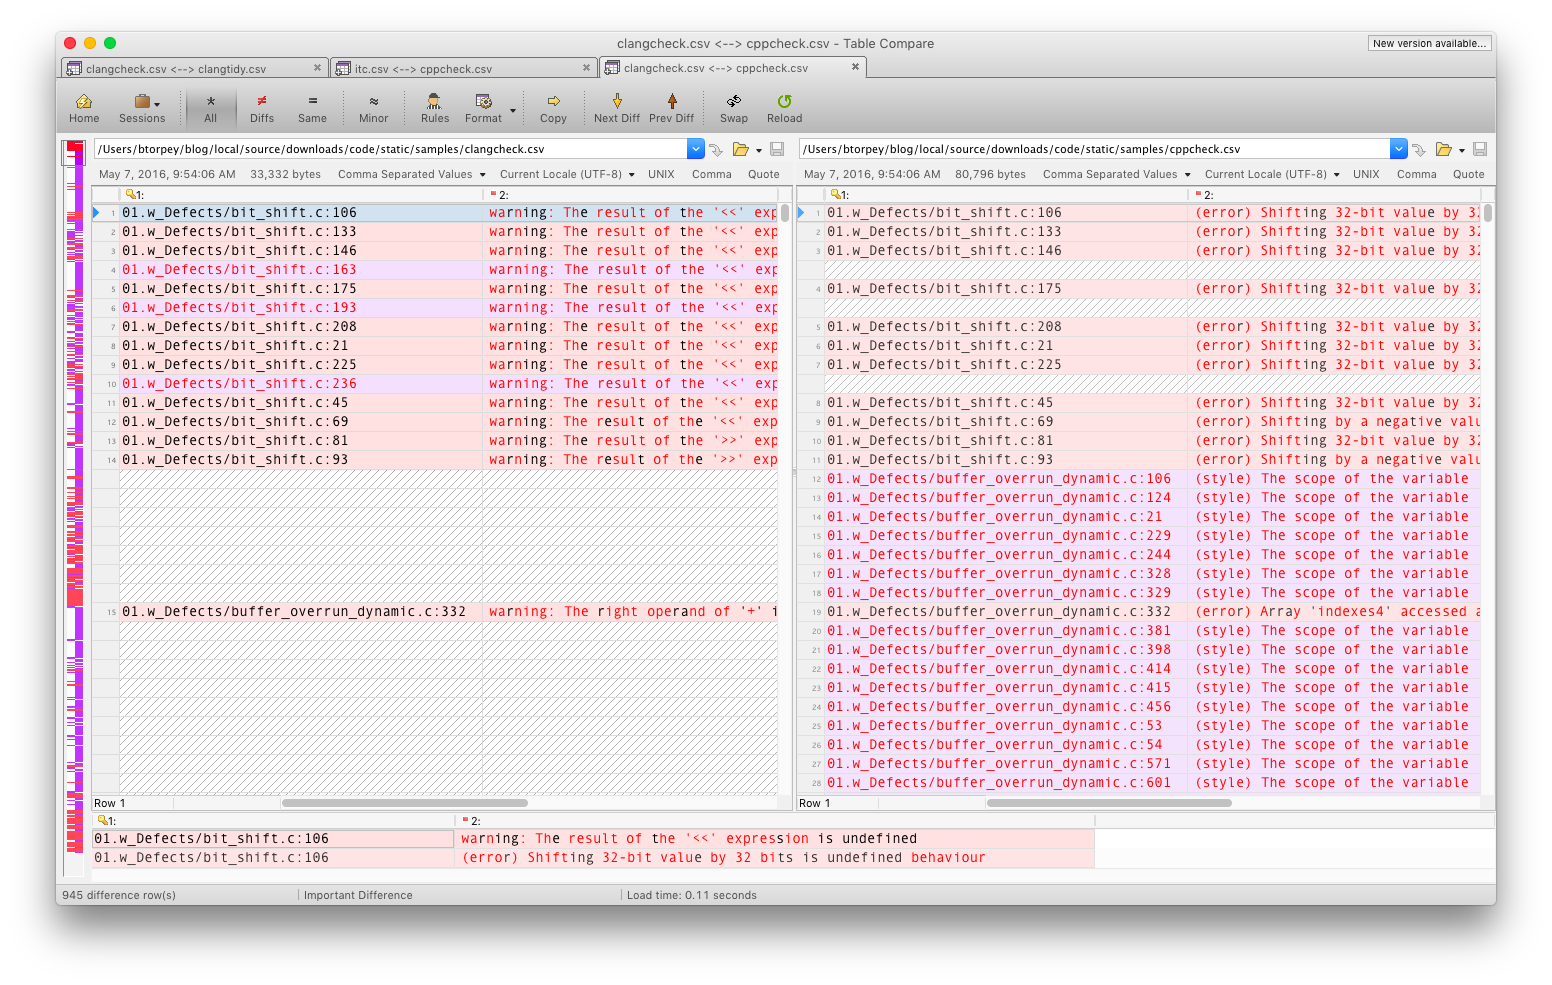 clangcheck.csv <--> cppcheck.csv - Table Compare
New version available...
clangcheck.csv <--> clangtidy.csv
itc.csv <--> cppcheck.csv
clangcheck.csv <--> cppcheck.csv
Home Sessions All Diffs Same Minor Rules Format Copy Next Diff Prev Diff Swap Reload
/Users/btorpey/blog/local/source/downloads/code/static/samples/clangcheck.csv
May 7, 2016, 9:54:06 AM 33,332 bytes Comma Separated Values Current Locale (UTF-8) UNIX Comma Quote
1: 2:
1 01.w_Defects/bit_shift.c:106 warning: The result of the '<<' exp
2 01.w_Defects/bit_shift.c:133 warning: The result of the '<<' exp
3 01.w_Defects/bit_shift.c:146 warning: The result of the '<<' exp
4 01.w_Defects/bit_shift.c:163 warning: The result of the '<<' exp
5 01.w_Defects/bit_shift.c:175 warning: The result of the '<<' exp
6 01.w_Defects/bit_shift.c:193 warning: The result of the '<<' exp
7 01.w_Defects/bit_shift.c:208 warning: The result of the '<<' exp
8 01.w_Defects/bit_shift.c:21 warning: The result of the '<<' exp
9 01.w_Defects/bit_shift.c:225 warning: The result of the '<<' exp
10 01.w_Defects/bit_shift.c:236 warning: The result of the '<<' exp
11 01.w_Defects/bit_shift.c:45 warning: The result of the '<<' exp
12 01.w_Defects/bit_shift.c:69 warning: The result of the '<<' exp
13 01.w_Defects/bit_shift.c:81 warning: The result of the '>>' exp
14 01.w_Defects/bit_shift.c:93 warning: The result of the '>>' exp
15 01.w_Defects/buffer_overrun_dynamic.c:332 warning: The right operand of '+' i
Row 1
/Users/btorpey/blog/local/source/downloads/code/static/samples/cppcheck.csv
May 7, 2016, 9:54:06 AM 80,796 bytes Comma Separated Values Current Locale (UTF-8) UNIX Comma Quote
1: 2:
1 01.w_Defects/bit_shift.c:106 (error) Shifting 32-bit value by 32
2 01.w_Defects/bit_shift.c:133 (error) Shifting 32-bit value by 32
3 01.w_Defects/bit_shift.c:146 (error) Shifting 32-bit value by 32
4 01.w_Defects/bit_shift.c:175 (error) Shifting 32-bit value by 32
5 01.w_Defects/bit_shift.c:208 (error) Shifting 32-bit value by 32
6 01.w_Defects/bit_shift.c:21 (error) Shifting 32-bit value by 32
7 01.w_Defects/bit_shift.c:225 (error) Shifting 32-bit value by 32
8 01.w_Defects/bit_shift.c:45 (error) Shifting 32-bit value by 32
9 01.w_Defects/bit_shift.c:69 (error) Shifting by a negative valu
10 01.w_Defects/bit_shift.c:81 (error) Shifting 32-bit value by 32
11 01.w_Defects/bit_shift.c:93 (error) Shifting by a negative valu
12 01.w_Defects/buffer_overrun_dynamic.c:106 (style) The scope of the variable
13 01.w_Defects/buffer_overrun_dynamic.c:124 (style) The scope of the variable
14 01.w_Defects/buffer_overrun_dynamic.c:21 (style) The scope of the variable
15 01.w_Defects/buffer_overrun_dynamic.c:229 (style) The scope of the variable
16 01.w_Defects/buffer_overrun_dynamic.c:244 (style) The scope of the variable
17 01.w_Defects/buffer_overrun_dynamic.c:328 (style) The scope of the variable
18 01.w_Defects/buffer_overrun_dynamic.c:329 (style) The scope of the variable
19 01.w_Defects/buffer_overrun_dynamic.c:332 (error) Array 'indexes4' accessed a
20 01.w_Defects/buffer_overrun_dynamic.c:381 (style) The scope of the variable
21 01.w_Defects/buffer_overrun_dynamic.c:398 (style) The scope of the variable
22 01.w_Defects/buffer_overrun_dynamic.c:414 (style) The scope of the variable
23 01.w_Defects/buffer_overrun_dynamic.c:415 (style) The scope of the variable
24 01.w_Defects/buffer_overrun_dynamic.c:456 (style) The scope of the variable
25 01.w_Defects/buffer_overrun_dynamic.c:53 (style) The scope of the variable
26 01.w_Defects/buffer_overrun_dynamic.c:54 (style) The scope of the variable
27 01.w_Defects/buffer_overrun_dynamic.c:571 (style) The scope of the variable
28 01.w_Defects/buffer_overrun_dynamic.c:601 (style) The scope of the variable
Row 1
1: 2:
01.w_Defects/bit_shift.c:106 warning: The result of the '<<' expression is undefined
01.w_Defects/bit_shift.c:106 (error) Shifting 32-bit value by 32 bits is undefined behaviour
945 difference row(s) Important Difference Load time: 0.11 seconds